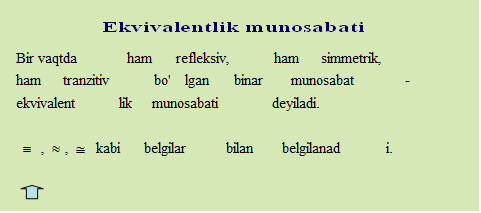 Ekvivalentlik munosabati
Bir vaqtda ham refleksiv, ham simmetrik,
ham tranzitiv bo' lgan binar munosabat -
ekvivalent lik munosabati deyiladi.
≡ , ≈ , ≅ kabi belgilar bilan belgilanad i.